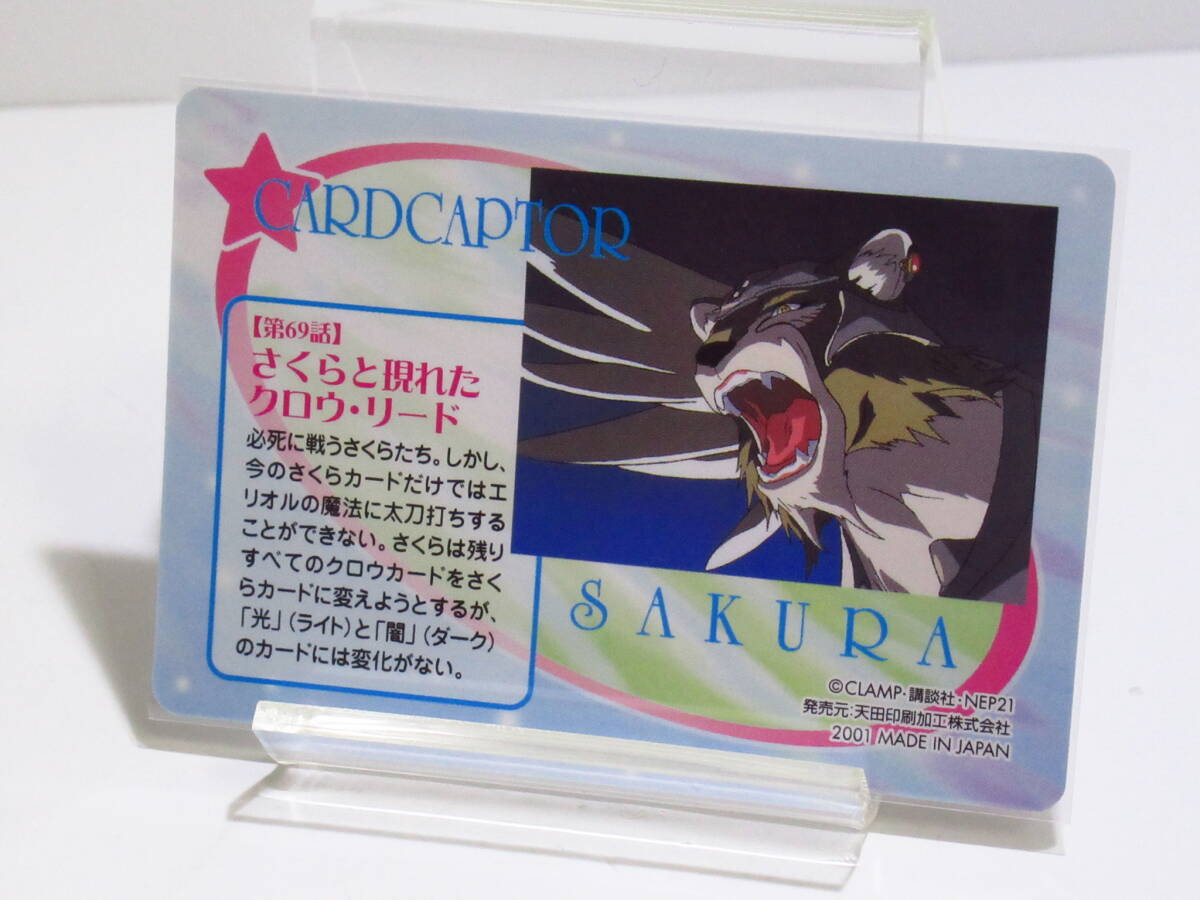 CARDCAPTOR
【第69話】
さくらと現れた
クロウ・リード
必死に戦うさくらたち。しかし、
今のさくらカードだけではエ
リオルの魔法に太刀打ちする
ことができない。さくらは残り
すべてのクロウカードをさく
らカードに変えようとするが、
「光」(ライト)と「闇」(ダーク)
のカードには変化がない。
SAKURA
©CLAMP・講談社・NEP21
発売元:天田印刷加工株式会社
2001 MADE IN JAPAN